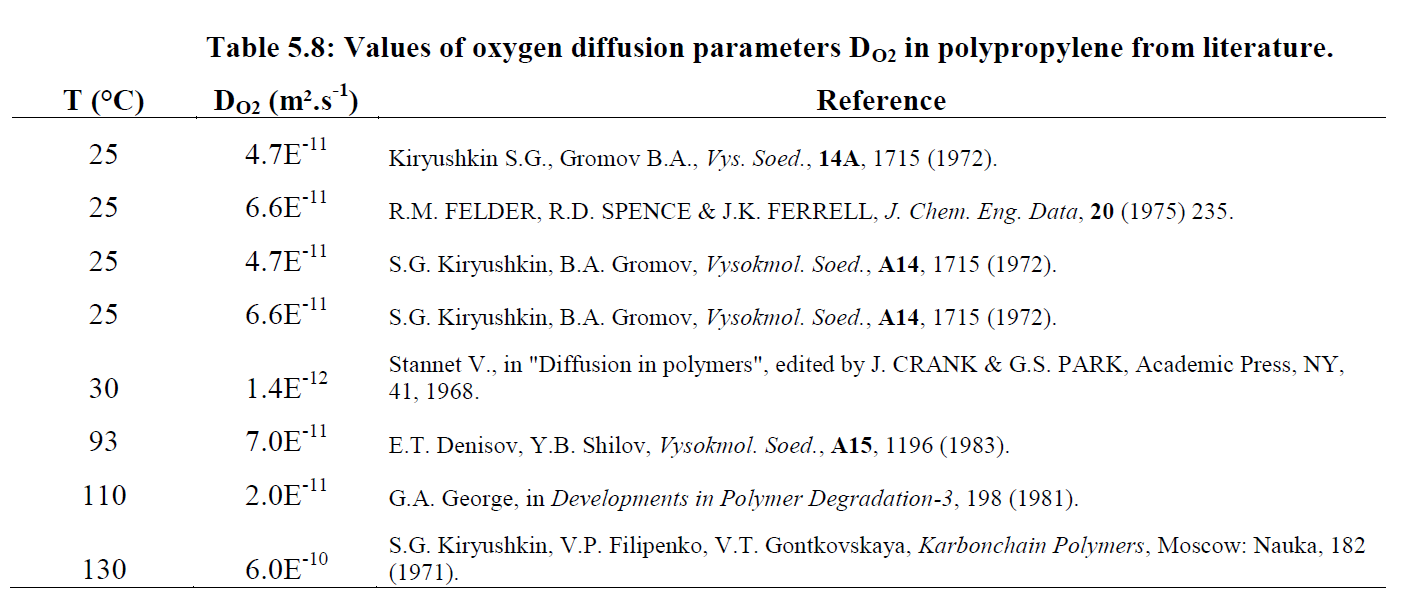 Table 5.8: Values of oxygen diffusion parameters D_O2 in polypropylene from literature.
T (°C) D_O2 (m².s^-1) Reference
25 4.7E^-11 Kiryushkin S.G., Gromov B.A., Vys. Soed., 14A, 1715 (1972).
25 6.6E^-11 R.M. FELDER, R.D. SPENCE & J.K. FERRELL, J. Chem. Eng. Data, 20 (1975) 235.
25 4.7E^-11 S.G. Kiryushkin, B.A. Gromov, Vysokmol. Soed., A14, 1715 (1972).
25 6.6E^-11 S.G. Kiryushkin, B.A. Gromov, Vysokmol. Soed., A14, 1715 (1972).
30 1.4E^-12 Stannet V., in "Diffusion in polymers", edited by J. CRANK & G.S. PARK, Academic Press, NY,
41, 1968.
93 7.0E^-11 E.T. Denisov, Y.B. Shilov, Vysokmol. Soed., A15, 1196 (1983).
110 2.0E^-11 G.A. George, in Developments in Polymer Degradation-3, 198 (1981).
130 6.0E^-10 S.G. Kiryushkin, V.P. Filipenko, V.T. Gontkovskaya, Karbonchain Polymers, Moscow: Nauka, 182
(1971).